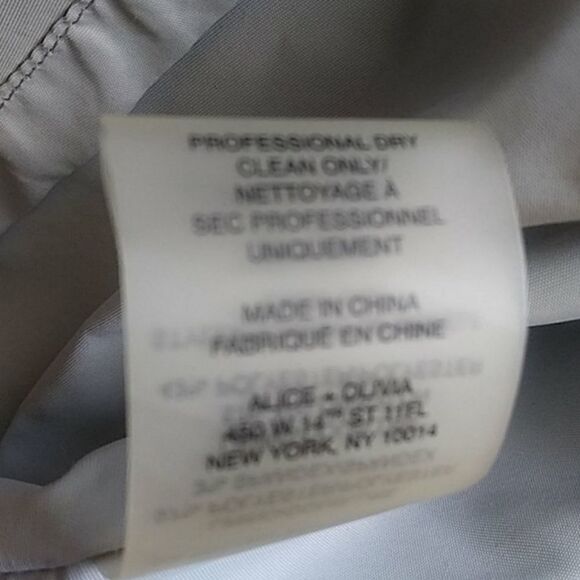 PROFESSIONAL DRY
CLEAN ONLY/
NETTOYAGE À
SEC PROFESSIONNEL
UNIQUEMENT
MADE IN CHINA
FABRIQUÉ EN CHINE
ALICE + OLIVIA
450 W 14TH ST 11FL
NEW YORK, NY 10014